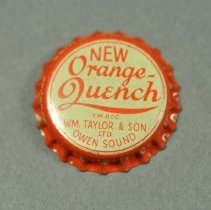 NEW
Orange-
Quench
T.M. REG.
WM. TAYLOR & SON
LTD
OWEN SOUND